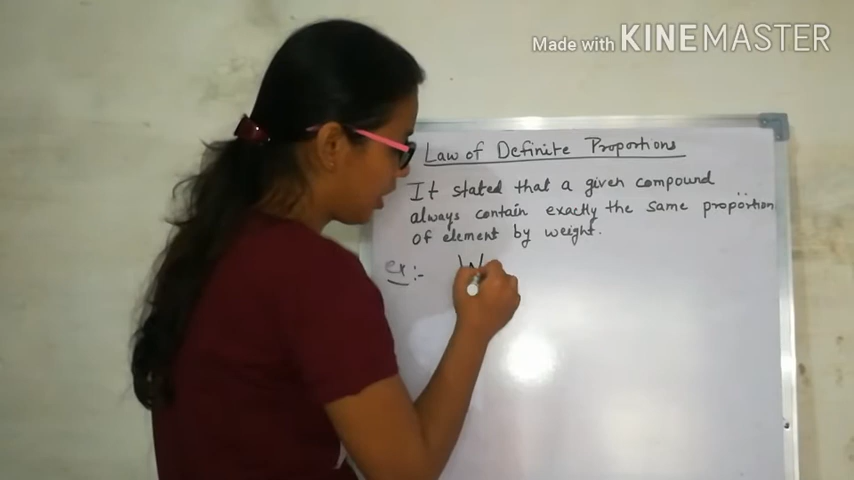 Made with KINEMASTER
Law of Definite Proportions
It stated that a given compound
always contain exactly the same proportion
of element by weight.
ex:- W